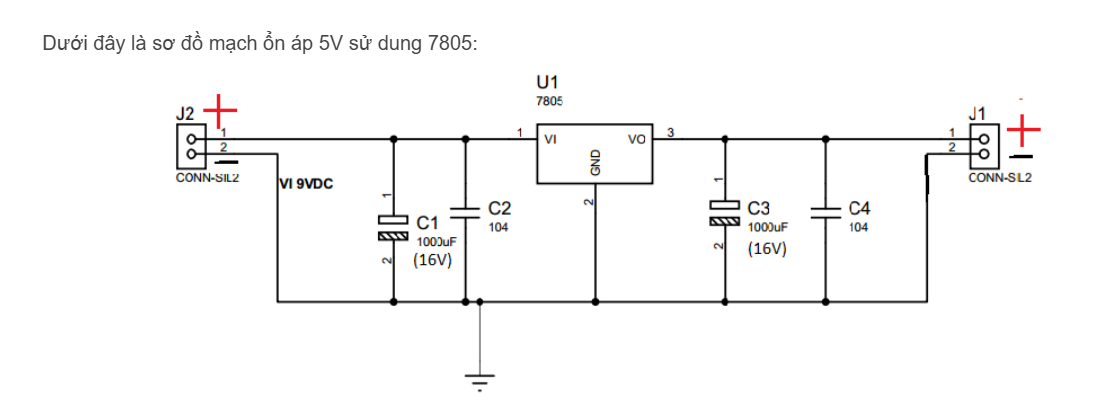 Dưới đây là sơ đồ mạch ổn áp 5V sử dung 7805:
U1
7805
J2
+
1
2
-
CONN-SIL2
VI 9VDC
1
VI
VO
3
GND
2
J1
+
1
2
-
CONN-SIL2
1
C1
1000uF
(16V)
2
C2
104
1
C3
1000uF
(16V)
2
C4
104